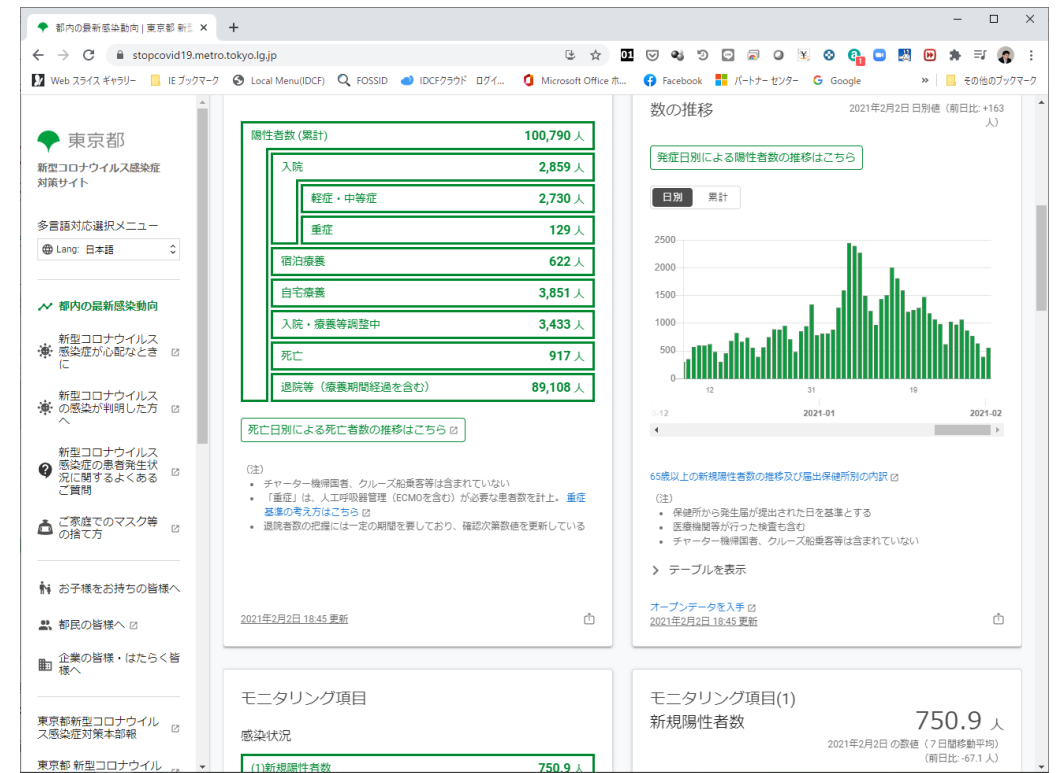 都内の最新感染動向 | 東京都 新型
stopcovid19.metro.tokyo.lg.jp
Web スライス ギャラリー
IE ブックマーク
Local Menu(IDCF)
FOSSID
IDCFクラウド ログイ...
Microsoft Office ホ...
Facebook
パートナー センター
Google
»
その他のブックマーク
東京都
新型コロナウイルス感染症
対策サイト
多言語対応選択メニュー
Lang: 日本語
都内の最新感染動向
新型コロナウイルス
感染症が心配なとき
に
新型コロナウイルス
の感染が判明した方
へ
新型コロナウイルス
感染症の患者発生状
況に関するよくある
ご質問
ご家庭でのマスク等
の捨て方
お子様をお持ちの皆様へ
都民の皆様へ
企業の皆様・はたらく皆
様へ
東京都新型コロナウイル
ス感染症対策本部報
東京都 新型コロナウイル
陽性者数 (累計) 100,790 人
入院 2,859 人
軽症・中等症 2,730 人
重症 129 人
宿泊療養 622 人
自宅療養 3,851 人
入院・療養等調整中 3,433 人
死亡 917 人
退院等（療養期間経過を含む） 89,108 人
死亡日別による死亡者数の推移はこちら
（注）
・ チャーター機帰国者、クルーズ船乗客等は含まれていない
・ 「重症」は、人工呼吸器管理（ECMOを含む）が必要な患者数を計上。重症
基準の考え方はこちら
・ 退院者数の把握には一定の期間を要しており、確認次第数値を更新している
2021年2月2日 18:45 更新
数の推移
2021年2月2日 日別値（前日比: +163
人）
発症日別による陽性者数の推移はこちら
日別 累計
2500
2000
1500
1000
500
0
12 31 19
-12 2021-01 2021-02
65歳以上の新規陽性者数の推移及び届出保健所別の内訳
（注）
・ 保健所から発生届が提出された日を基準とする
・ 医療機関等が行った検査も含む
・ チャーター機帰国者、クルーズ船乗客等は含まれていない
テーブルを表示
オープンデータを入手
2021年2月2日 18:45 更新
モニタリング項目
感染状況
(1)新規陽性者数 750.9 人
モニタリング項目(1)
新規陽性者数
750.9 人
2021年2月2日 の数値（７日間移動平均）
（前日比: -67.1 人）